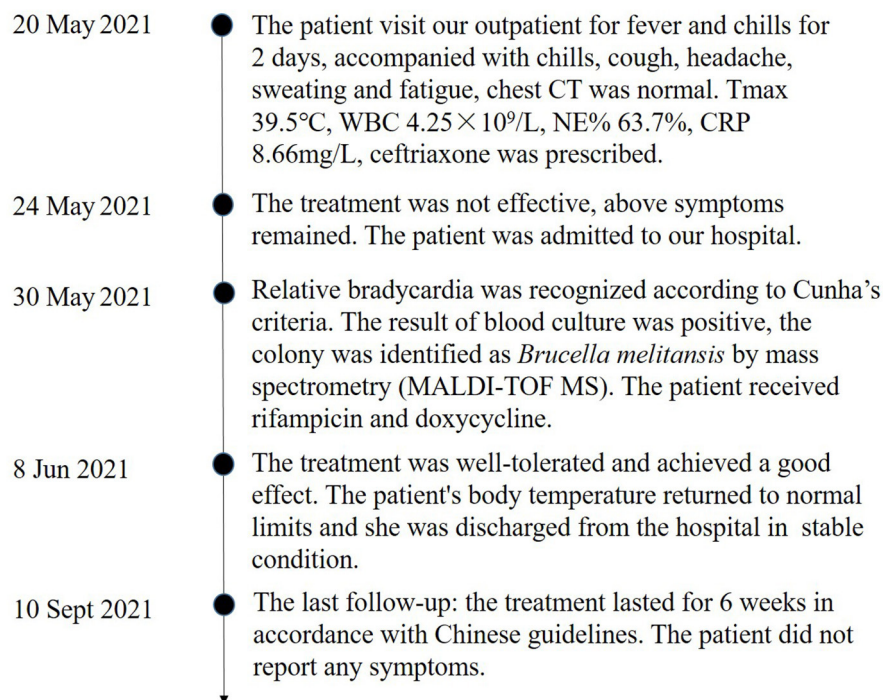 20 May 2021
The patient visit our outpatient for fever and chills for
2 days, accompanied with chills, cough, headache,
sweating and fatigue, chest CT was normal. Tmax
39.5°C, WBC 4.25×10⁹/L, NE% 63.7%, CRP
8.66mg/L, ceftriaxone was prescribed.
24 May 2021
The treatment was not effective, above symptoms
remained. The patient was admitted to our hospital.
30 May 2021
Relative bradycardia was recognized according to Cunha’s
criteria. The result of blood culture was positive, the
colony was identified as Brucella melitansis by mass
spectrometry (MALDI-TOF MS). The patient received
rifampicin and doxycycline.
8 Jun 2021
The treatment was well-tolerated and achieved a good
effect. The patient's body temperature returned to normal
limits and she was discharged from the hospital in stable
condition.
10 Sept 2021
The last follow-up: the treatment lasted for 6 weeks in
accordance with Chinese guidelines. The patient did not
report any symptoms.